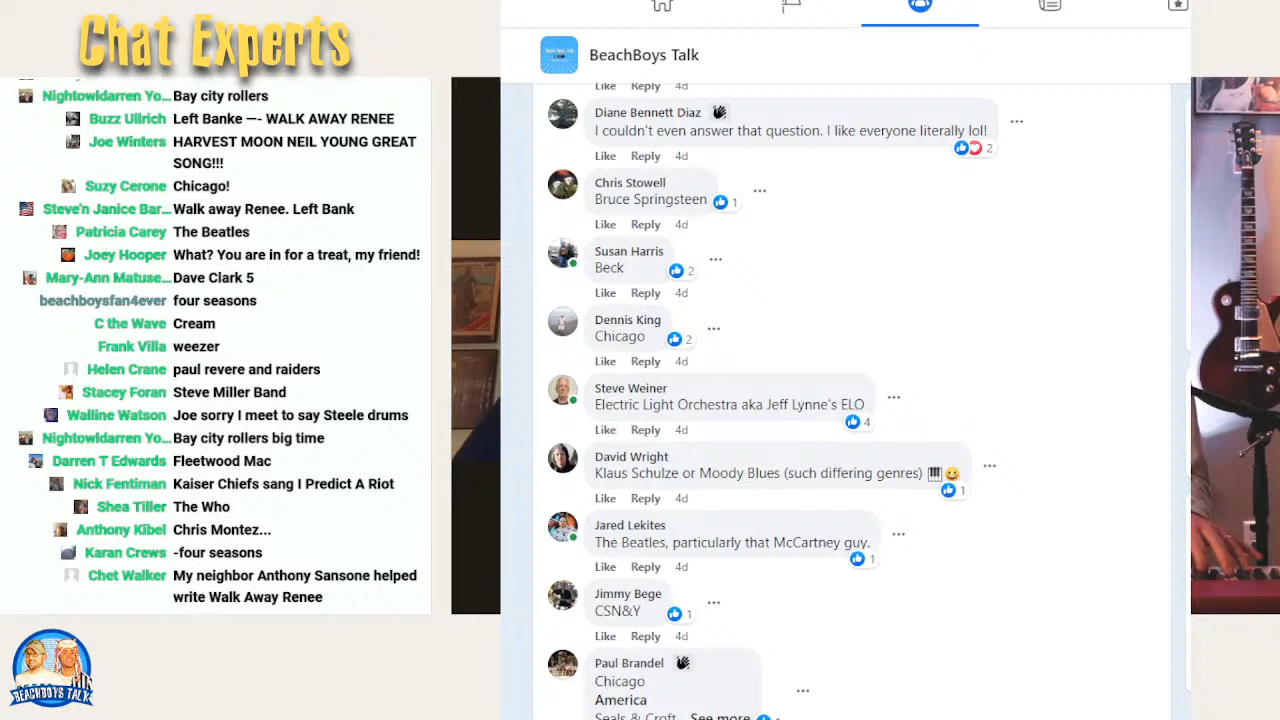 Chat Experts
Nightowldarren Yo... Bay city rollers
Buzz Ullrich Left Banke —- WALK AWAY RENEE
Joe Winters HARVEST MOON NEIL YOUNG GREAT
SONG!!!
Suzy Cerone Chicago!
Steve'n Janice Bar... Walk away Renee. Left Bank
Patricia Carey The Beatles
Joey Hooper What? You are in for a treat, my friend!
Mary-Ann Matuse... Dave Clark 5
beachboysfan4ever four seasons
C the Wave Cream
Frank Villa weezer
Helen Crane paul revere and raiders
Stacey Foran Steve Miller Band
Walline Watson Joe sorry I meet to say Steele drums
Nightowldarren Yo... Bay city rollers big time
Darren T Edwards Fleetwood Mac
Nick Fentiman Kaiser Chiefs sang I Predict A Riot
Shea Tiller The Who
Anthony Kibel Chris Montez...
Karan Crews -four seasons
Chet Walker My neighbor Anthony Sansone helped
write Walk Away Renee
BEACHBOYS TALK
BeachBoys Talk
Like Reply 4d
Diane Bennett Diaz
I couldn't even answer that question. I like everyone literally lol!
2
Like Reply 4d
Chris Stowell
Bruce Springsteen
1
Like Reply 4d
Susan Harris
Beck
2
Like Reply 4d
Dennis King
Chicago
2
Like Reply 4d
Steve Weiner
Electric Light Orchestra aka Jeff Lynne's ELO
4
Like Reply 4d
David Wright
Klaus Schulze or Moody Blues (such differing genres) 🎹😀
1
Like Reply 4d
Jared Lekites
The Beatles, particularly that McCartney guy.
1
Like Reply 4d
Jimmy Bege
CSN&Y
1
Like Reply 4d
Paul Brandel
Chicago
America
Seals & Croft... See more